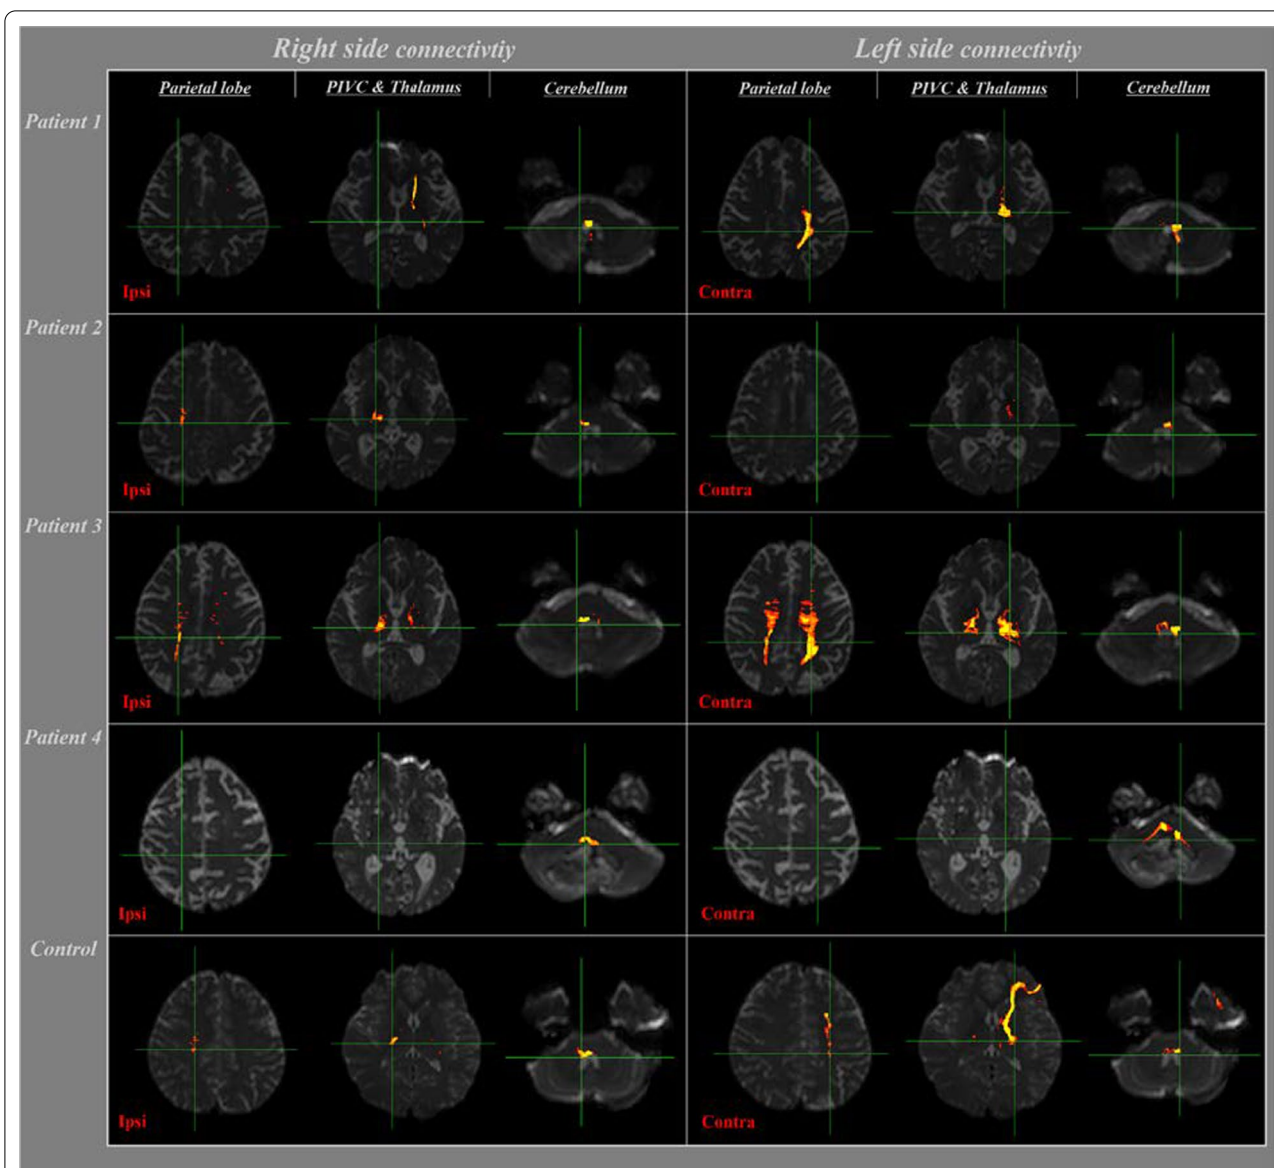 Right side connectivtiy Left side connectivtiy
Parietal lobe PIVC & Thalamus Cerebellum Parietal lobe PIVC & Thalamus Cerebellum
Patient 1
Ipsi Contra
Patient 2
Ipsi Contra
Patient 3
Ipsi Contra
Patient 4
Ipsi Contra
Control
Ipsi Contra